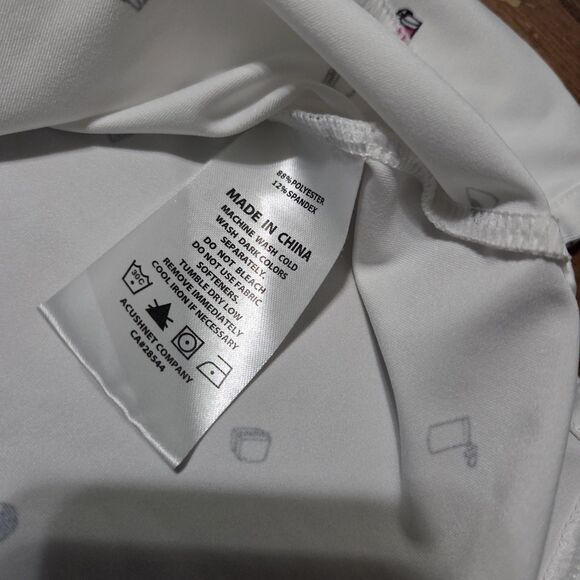 88%POLYESTER
12%SPANDEX
MADE IN CHINA
MACHINE WASH COLD
WASH DARK COLORS
SEPARATELY.
DO NOT BLEACH
DO NOT USE FABRIC
SOFTENERS.
TUMBLE DRY LOW
REMOVE IMMEDIATELY
COOL IRON IF NECESSARY
30C
ACUSHNET COMPANY
CA#28544